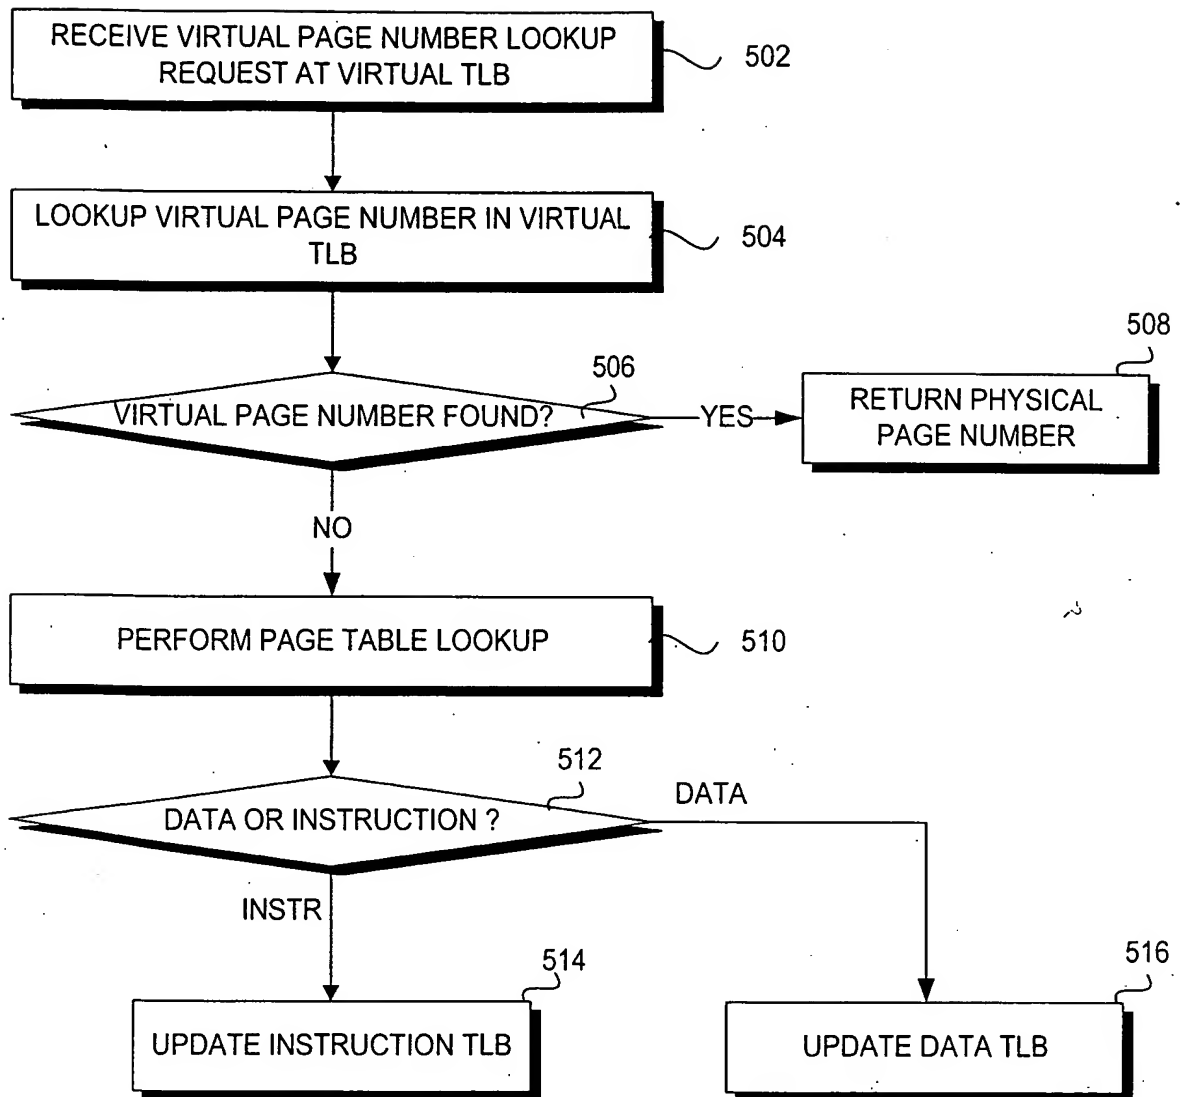 RECEIVE VIRTUAL PAGE NUMBER LOOKUP
REQUEST AT VIRTUAL TLB
502
LOOKUP VIRTUAL PAGE NUMBER IN VIRTUAL
TLB
504
506
VIRTUAL PAGE NUMBER FOUND?
YES
508
RETURN PHYSICAL
PAGE NUMBER
NO
PERFORM PAGE TABLE LOOKUP
510
512
DATA OR INSTRUCTION ?
DATA
INSTR
514
UPDATE INSTRUCTION TLB
516
UPDATE DATA TLB